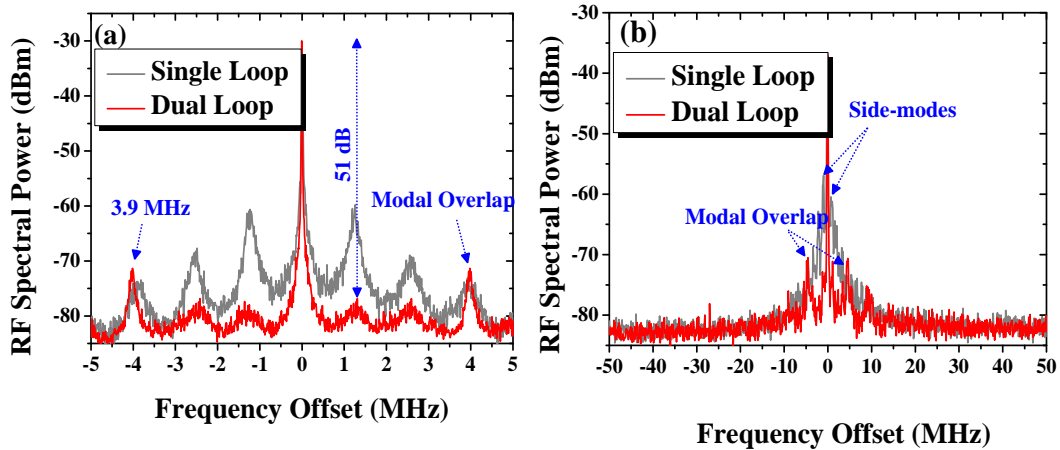 (a)
Single Loop
Dual Loop
51 dB
3.9 MHz
Modal Overlap
RF Spectral Power (dBm)
-30
-40
-50
-60
-70
-80
-5 -4 -3 -2 -1 0 1 2 3 4 5
Frequency Offset (MHz)
(b)
Single Loop
Dual Loop
Side-modes
Modal Overlap
RF Spectral Power (dBm)
-30
-40
-50
-60
-70
-80
-50 -40 -30 -20 -10 0 10 20 30 40 50
Frequency Offset (MHz)